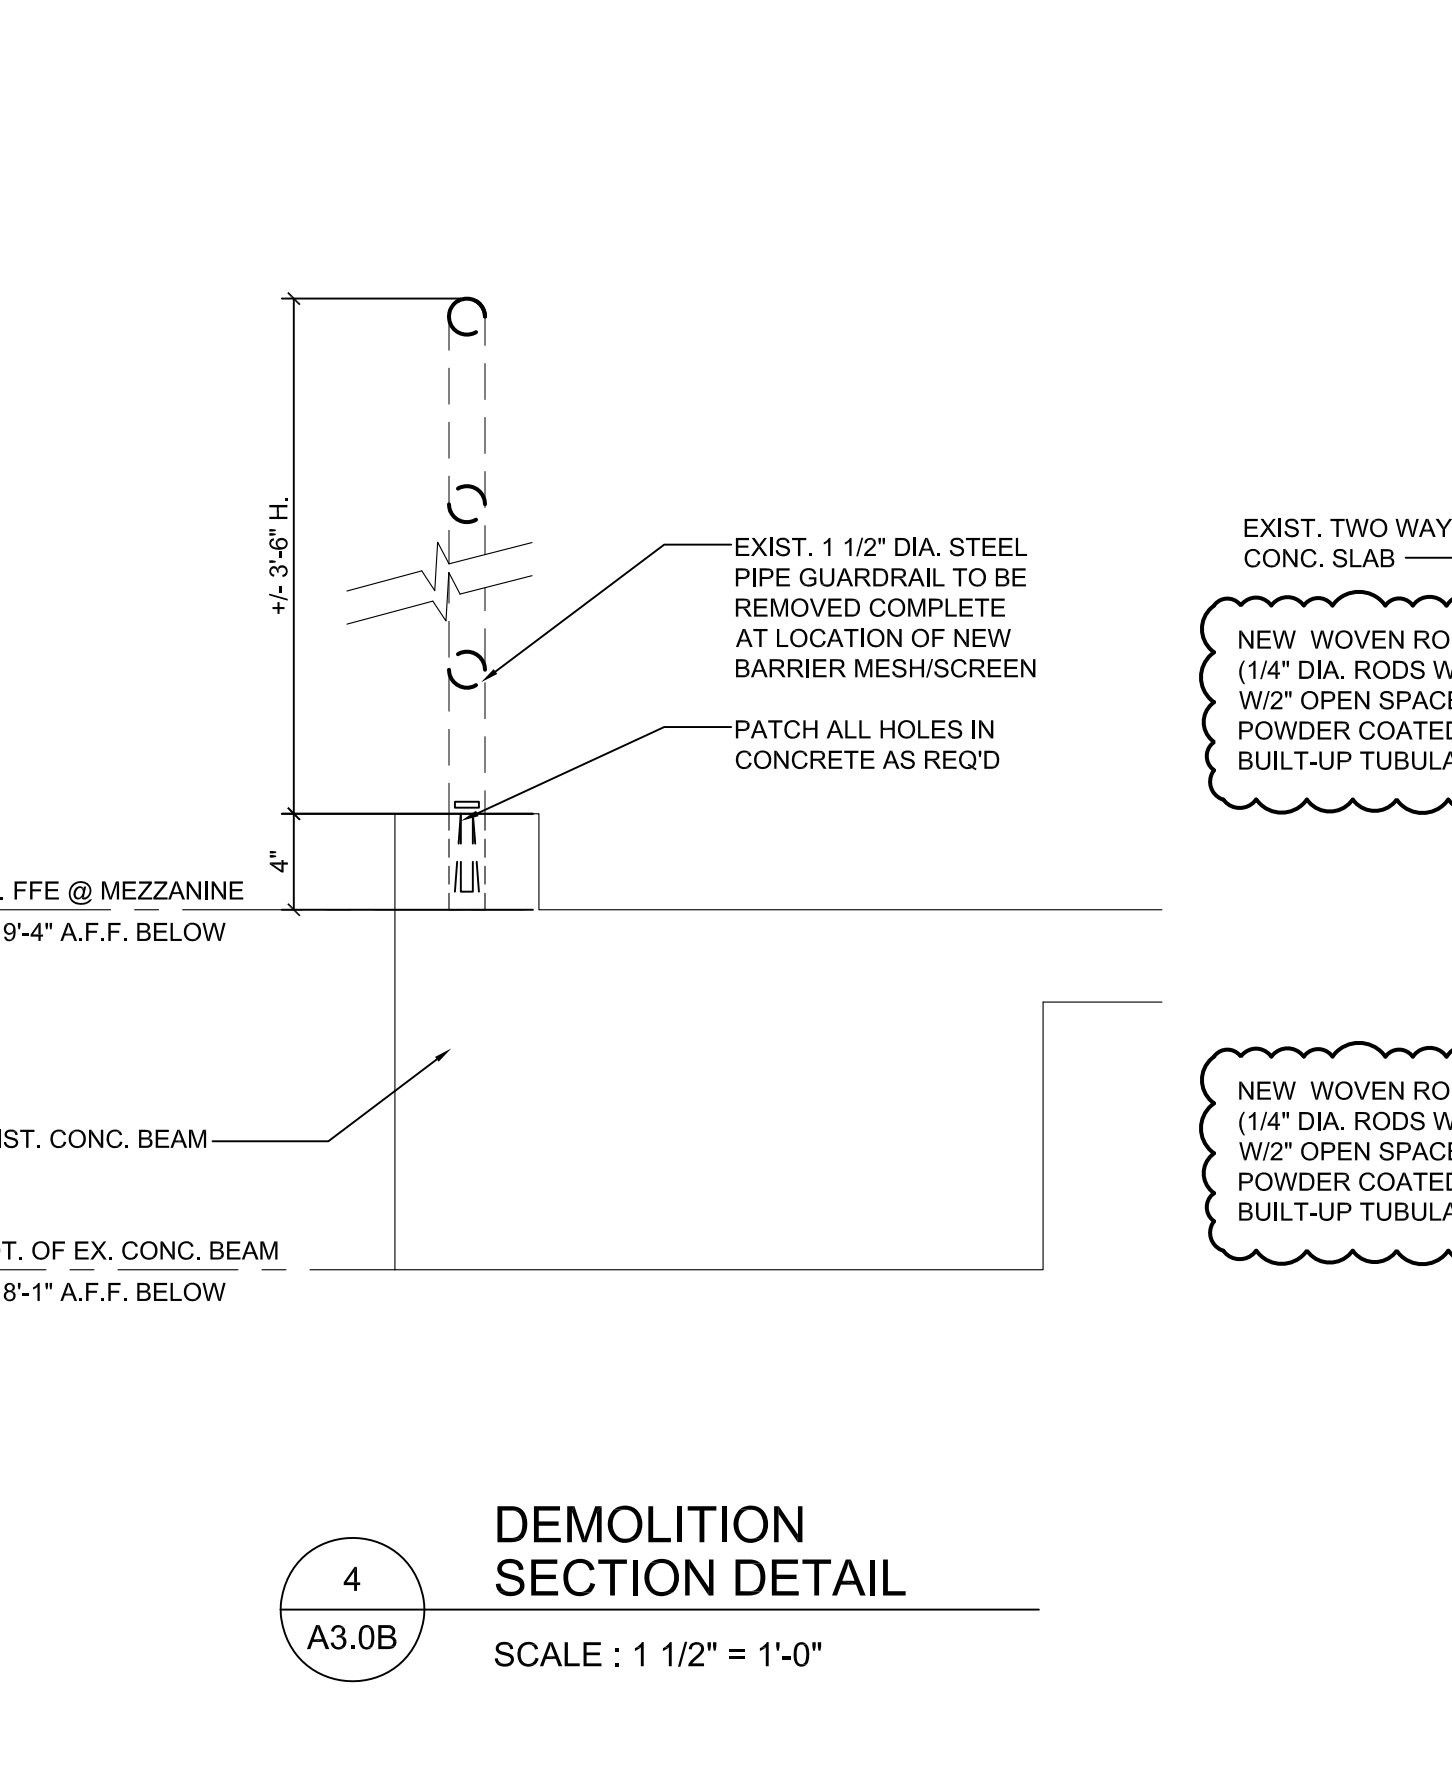 +/- 3'-6" H.
EXIST. 1 1/2" DIA. STEEL
PIPE GUARDRAIL TO BE
REMOVED COMPLETE
AT LOCATION OF NEW
BARRIER MESH/SCREEN
PATCH ALL HOLES IN
CONCRETE AS REQ'D
4"
. FFE @ MEZZANINE
9'-4" A.F.F. BELOW
IST. CONC. BEAM
OT. OF EX. CONC. BEAM
8'-1" A.F.F. BELOW
EXIST. TWO WAY
CONC. SLAB
NEW WOVEN RO
(1/4" DIA. RODS W
W/2" OPEN SPACE
POWDER COATED
BUILT-UP TUBULA
NEW WOVEN RO
(1/4" DIA. RODS W
W/2" OPEN SPACE
POWDER COATED
BUILT-UP TUBULA
4
A3.0B
DEMOLITION
SECTION DETAIL
SCALE : 1 1/2" = 1'-0"